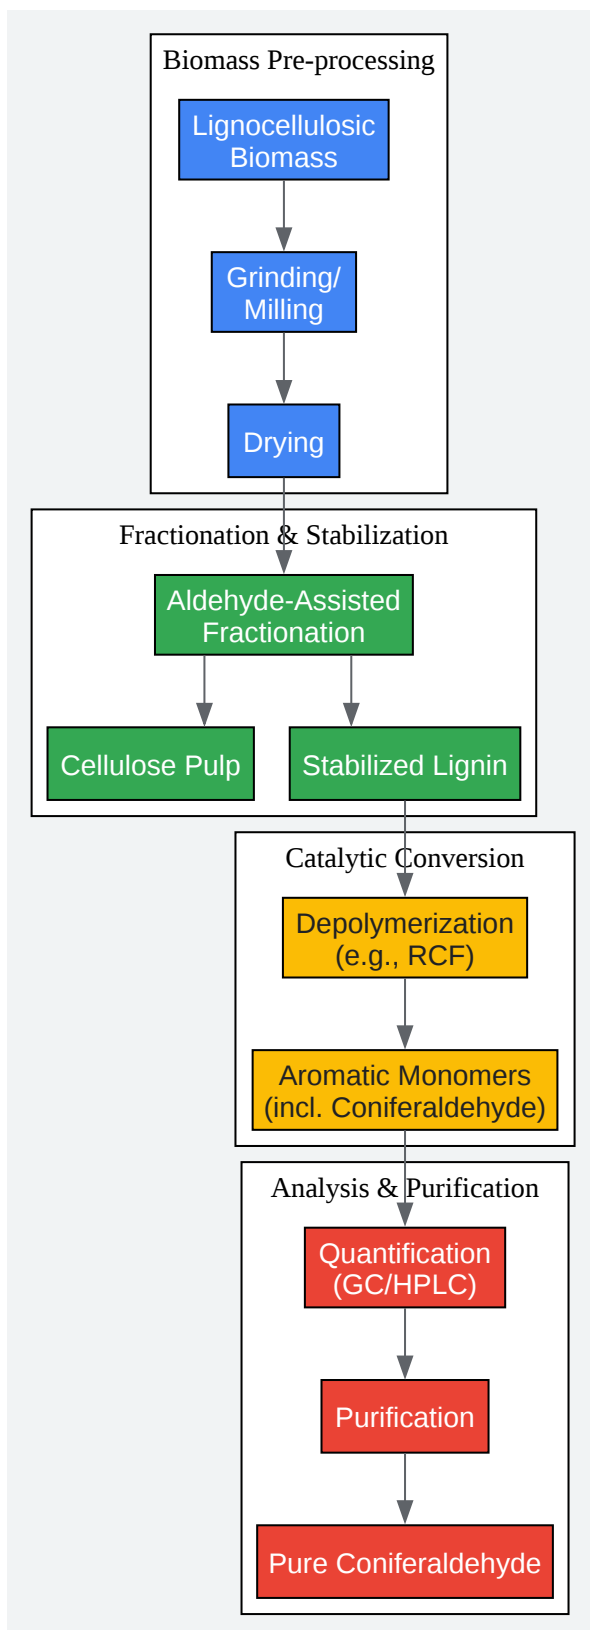 Biomass Pre-processing
Lignocellulosic
Biomass
Grinding/
Milling
Drying
Fractionation & Stabilization
Aldehyde-Assisted
Fractionation
Cellulose Pulp
Stabilized Lignin
Catalytic Conversion
Depolymerization
(e.g., RCF)
Aromatic Monomers
(incl. Coniferaldehyde)
Analysis & Purification
Quantification
(GC/HPLC)
Purification
Pure Coniferaldehyde